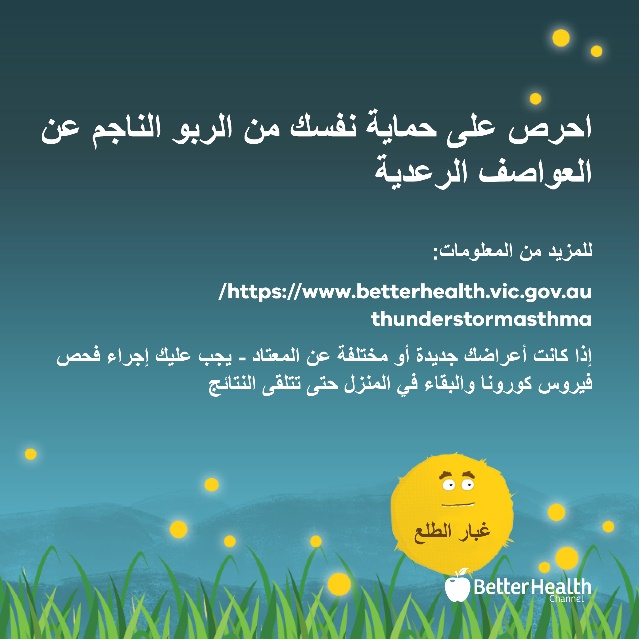 احرص على حماية نفسك من الربو الناجم عن
العواصف الرعدية
للمزيد من المعلومات:
/https://www.betterhealth.vic.gov.au
thunderstormasthma
إذا كانت أعراضك جديدة أو مختلفة عن المعتاد - يجب عليك إجراء فحص
فيروس كورونا والبقاء في المنزل حتى تتلقى النتائج
غبار الطلع
BetterHealth
Channel